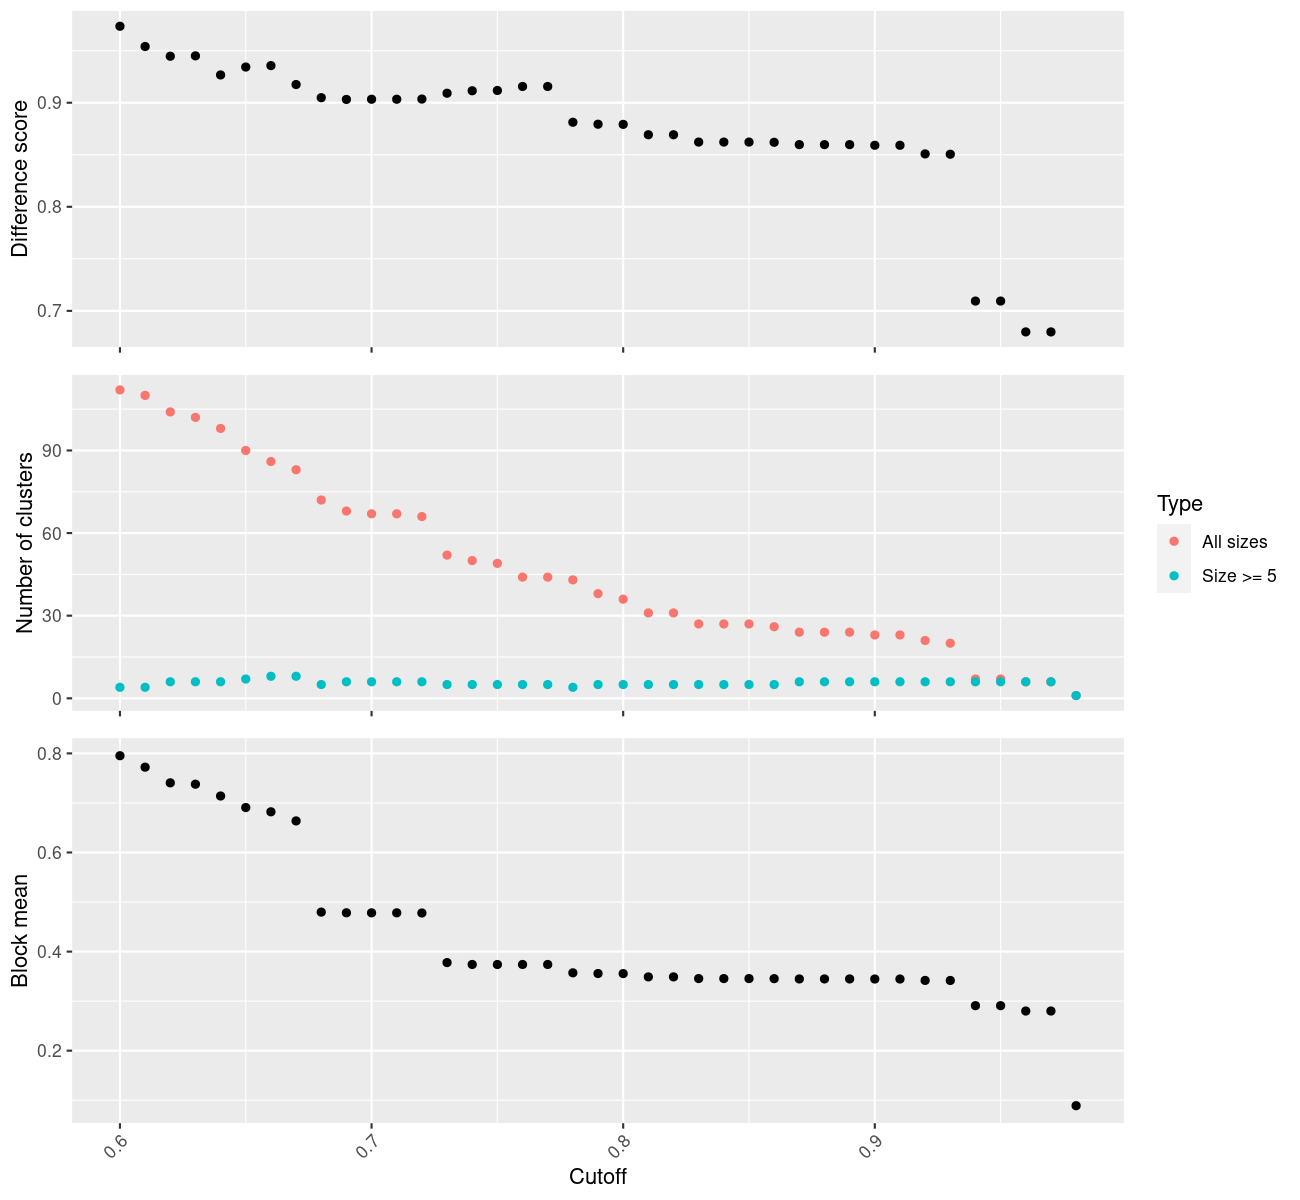 Difference score
0.9
0.8
0.7
Number of clusters
90
60
30
0
Type
All sizes
Size >= 5
Block mean
0.8
0.6
0.4
0.2
0.6
0.7
0.8
0.9
Cutoff